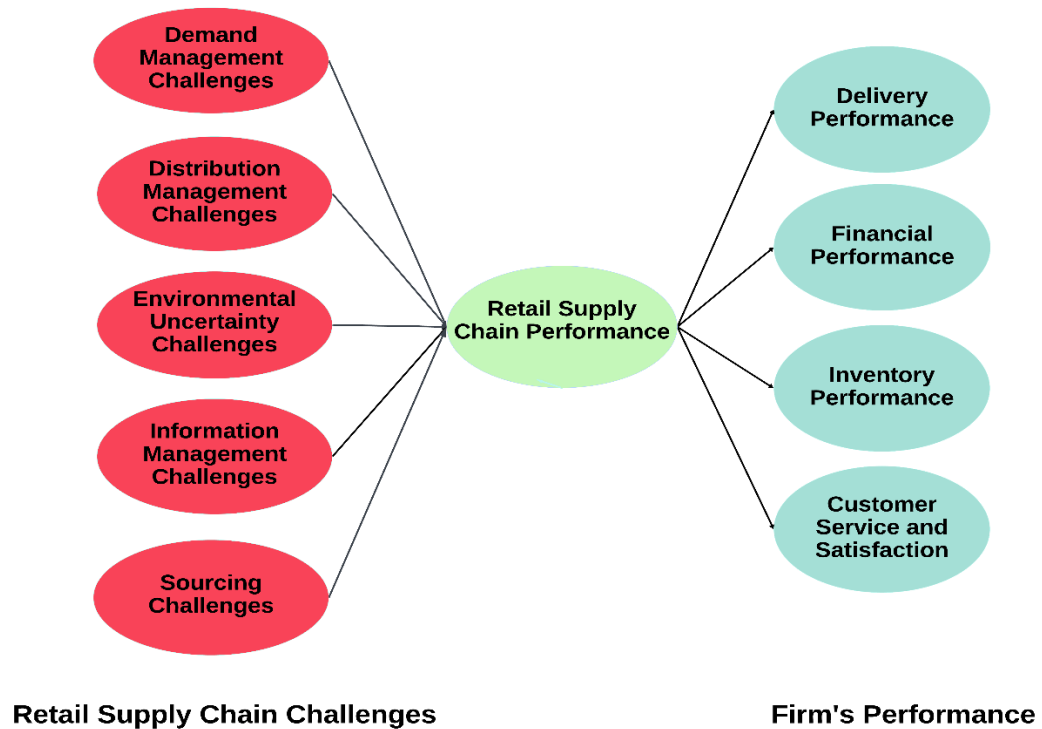 Demand
Management
Challenges
Distribution
Management
Challenges
Environmental
Uncertainty
Challenges
Information
Management
Challenges
Sourcing
Challenges
Retail Supply
Chain Performance
Delivery
Performance
Financial
Performance
Inventory
Performance
Customer
Service and
Satisfaction
Retail Supply Chain Challenges
Firm's Performance